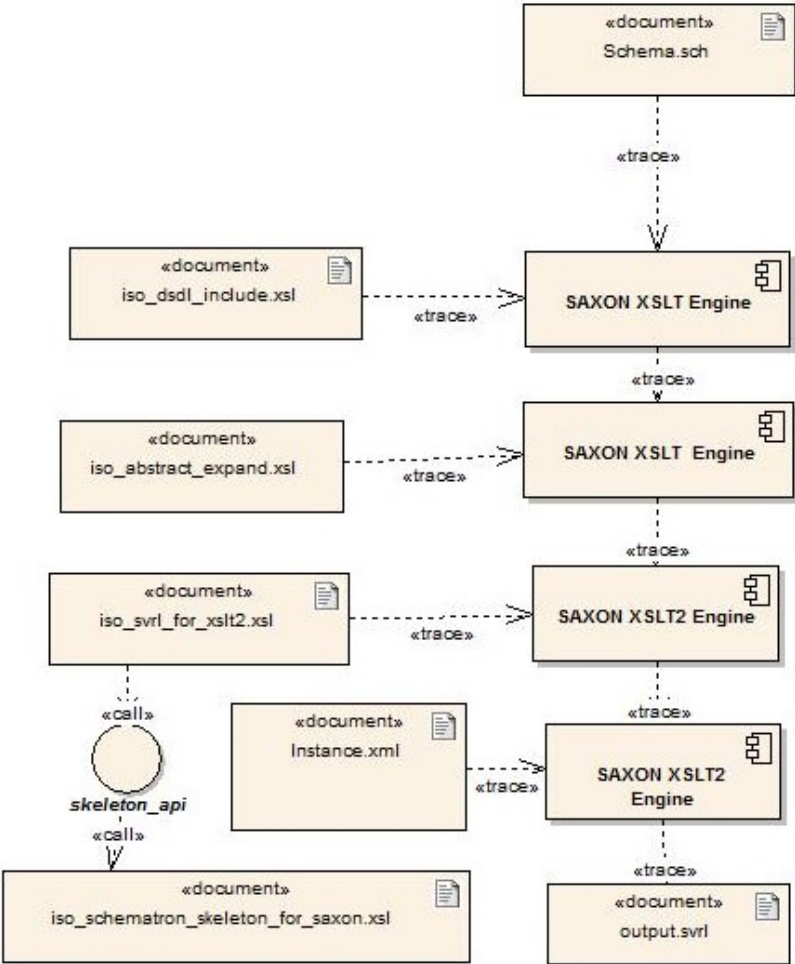 «document»
Schema.sch
«trace»
«document»
iso_dsdl_include.xsl
«trace»
SAXON XSLT Engine
«trace»
«document»
iso_abstract_expand.xsl
«trace»
SAXON XSLT Engine
«trace»
«document»
iso_svrl_for_xslt2.xsl
«trace»
SAXON XSLT2 Engine
«call»
«trace»
«document»
Instance.xml
«trace»
SAXON XSLT2
Engine
skeleton_api
«call»
«trace»
«document»
iso_schematron_skeleton_for_saxon.xsl
«document»
output.svrl